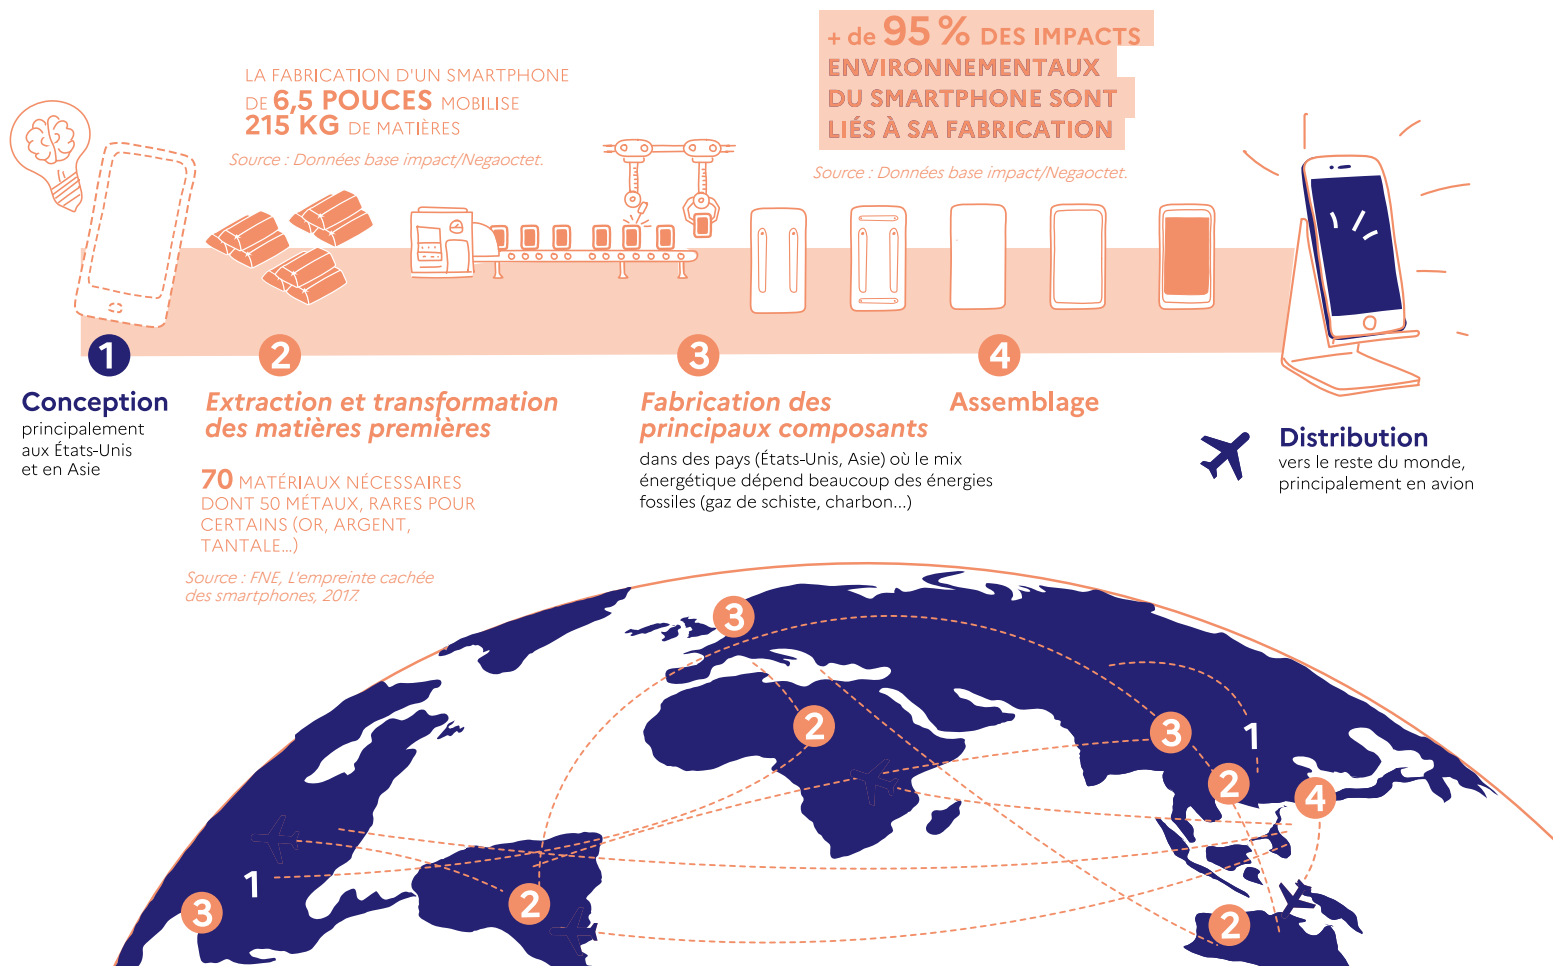 LA FABRICATION D'UN SMARTPHONE
DE 6,5 POUCES MOBILISE
215 KG DE MATIÈRES
Source : Données base impact/Negaoctet.
+ de 95 % DES IMPACTS
ENVIRONNEMENTAUX
DU SMARTPHONE SONT
LIÉS À SA FABRICATION
Source : Données base impact/Negaoctet.
1
Conception
principalement
aux États-Unis
et en Asie
2
Extraction et transformation
des matières premières
70 MATÉRIAUX NÉCESSAIRES
DONT 50 MÉTAUX, RARES POUR
CERTAINS (OR, ARGENT,
TANTALE...)
Source : FNE, L'empreinte cachée
des smartphones, 2017.
3
Fabrication des
principaux composants
dans des pays (États-Unis, Asie) où le mix
énergétique dépend beaucoup des énergies
fossiles (gaz de schiste, charbon...)
4
Assemblage
Distribution
vers le reste du monde,
principalement en avion
3
2
3
1
2
4
1
3
2
2